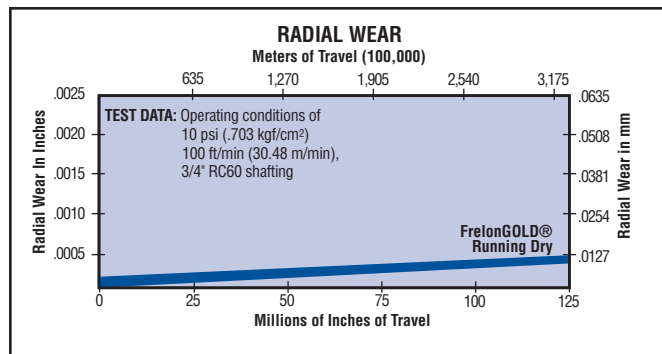 RADIAL WEAR
Meters of Travel (100,000)
635 1,270 1,905 2,540 3,175
Radial Wear In Inches
.0025
.0020
.0015
.0010
.0005
TEST DATA: Operating conditions of
10 psi (.703 kgf/cm²)
100 ft/min (30.48 m/min),
3/4" RC60 shafting
FrelonGOLD®
Running Dry
.0635
.0508
.0381
.0254
.0127
Radial Wear in mm
0 25 50 75 100 125
Millions of Inches of Travel